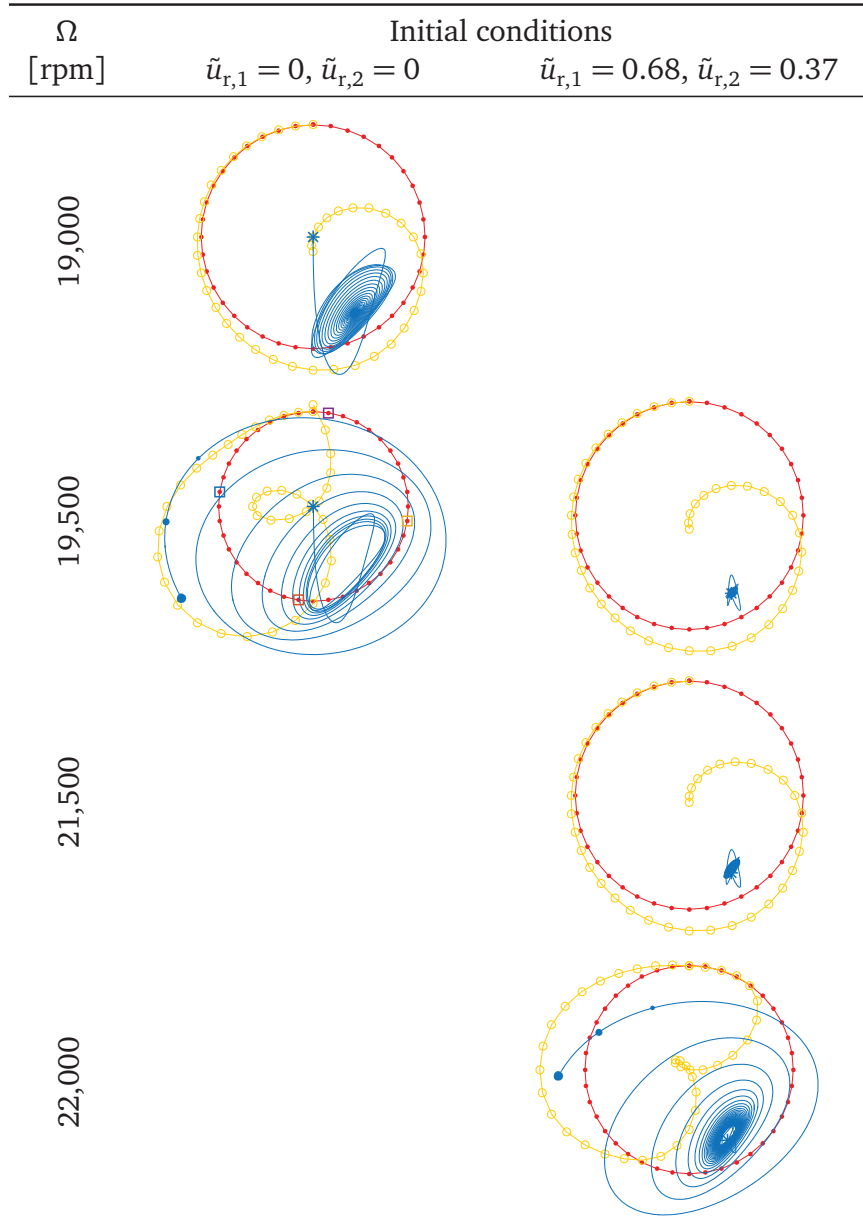 Ω Initial conditions
[rpm] ũr,1 = 0, ũr,2 = 0 ũr,1 = 0.68, ũr,2 = 0.37
19,000
19,500
21,500
22,000